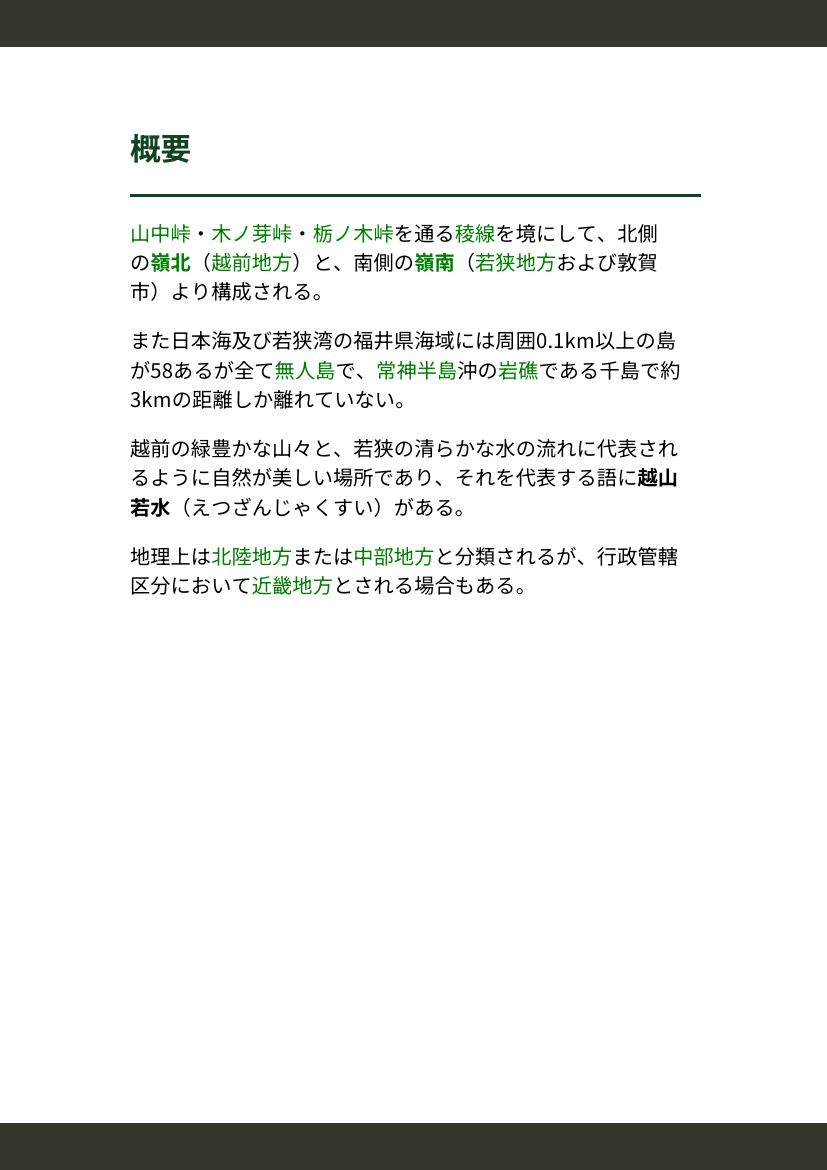 概要
山中峠・木ノ芽峠・栃ノ木峠を通る稜線を境にして、北側
の嶺北（越前地方）と、南側の嶺南（若狭地方および敦賀
市）より構成される。
また日本海及び若狭湾の福井県海域には周囲0.1km以上の島
が58あるが全て無人島で、常神半島沖の岩礁である千島で約
3kmの距離しか離れていない。
越前の緑豊かな山々と、若狭の清らかな水の流れに代表され
るように自然が美しい場所であり、それを代表する語に越山
若水（えつざんじゃくすい）がある。
地理上は北陸地方または中部地方と分類されるが、行政管轄
区分において近畿地方とされる場合もある。